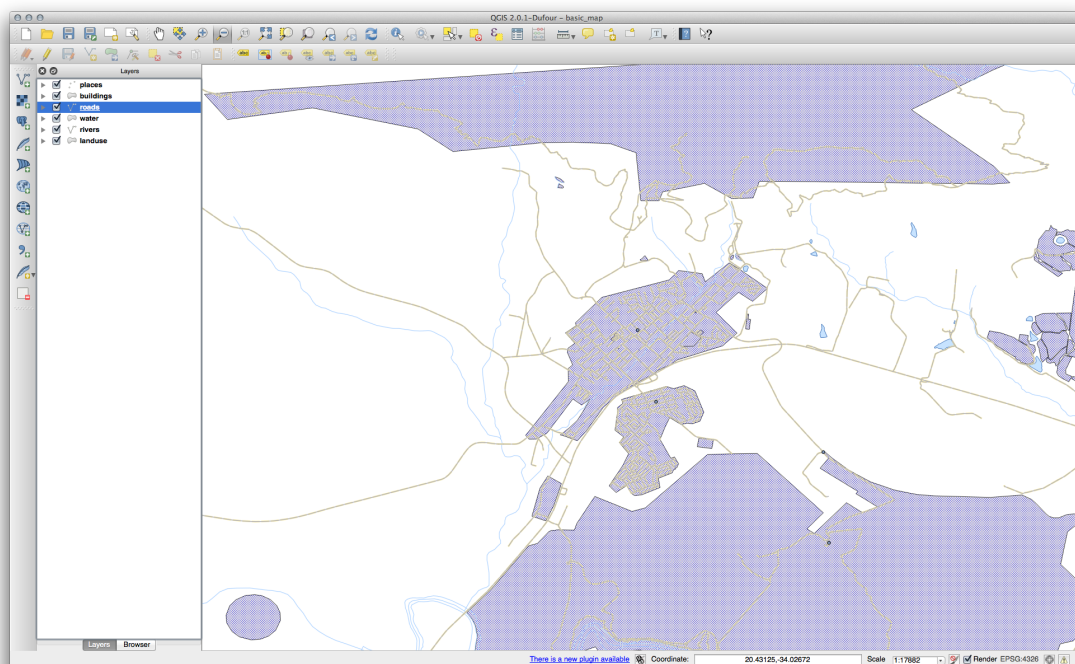 QGIS 2.0.1-Dufour - basic_map
Layers
places
buildings
roads
water
rivers
landuse
Layers Browser
There is a new plugin available Coordinate: 20.43125,-34.02672 Scale 1:17882 Render EPSG:4326